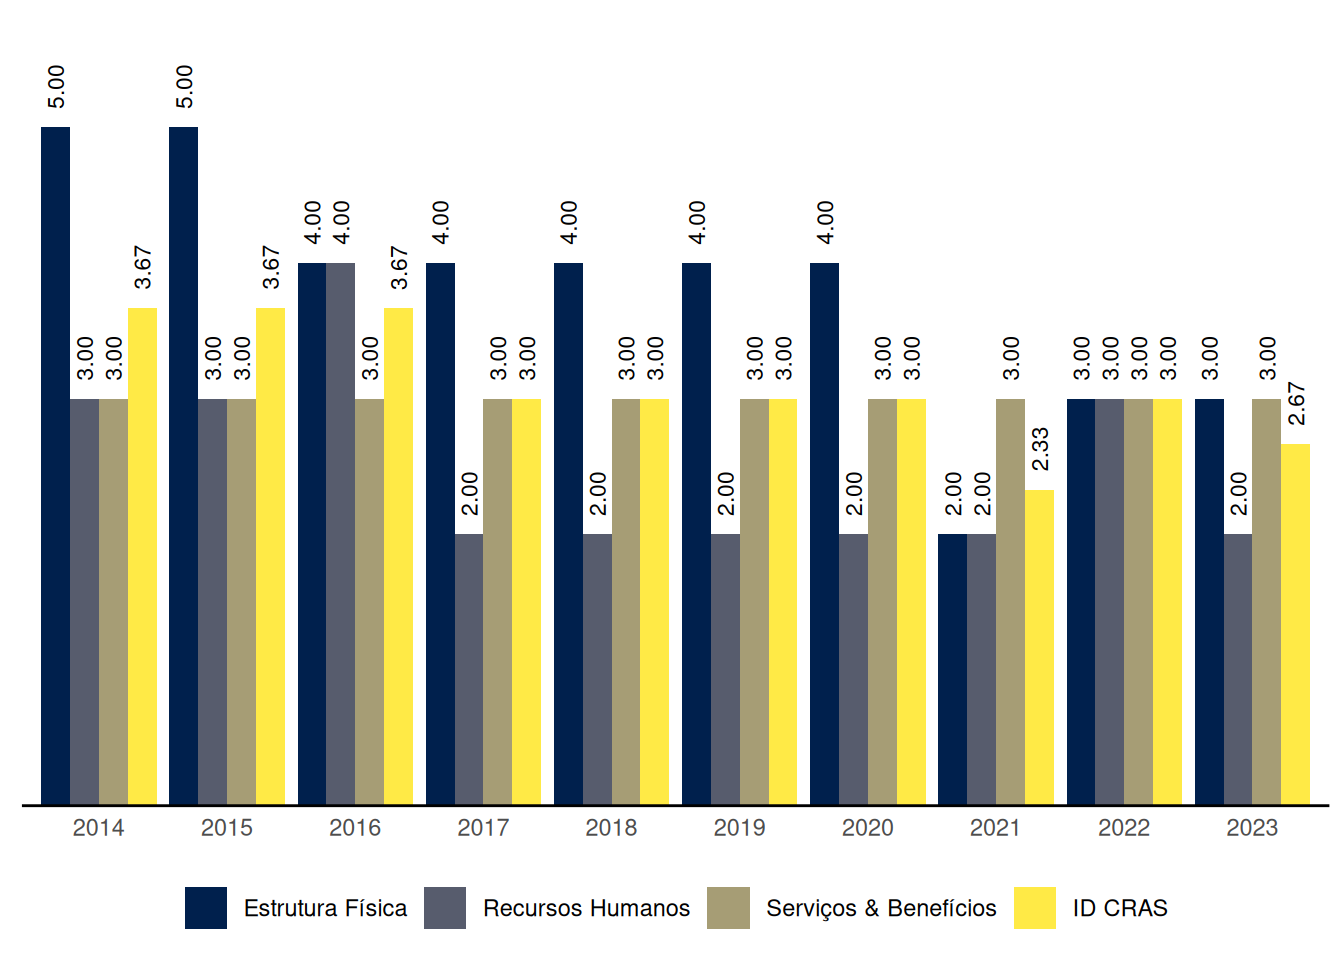 5.00 3.00 3.00 3.67 5.00 3.00 3.00 3.67 4.00 4.00 3.00 3.67 4.00 2.00 3.00 3.00 4.00 2.00 3.00 3.00 4.00 2.00 3.00 3.00 4.00 2.00 3.00 3.00 2.00 2.00 3.00 2.33 3.00 3.00 3.00 3.00 3.00 2.00 3.00 2.67
2014 2015 2016 2017 2018 2019 2020 2021 2022 2023
Estrutura Física Recursos Humanos Serviços & Benefícios ID CRAS